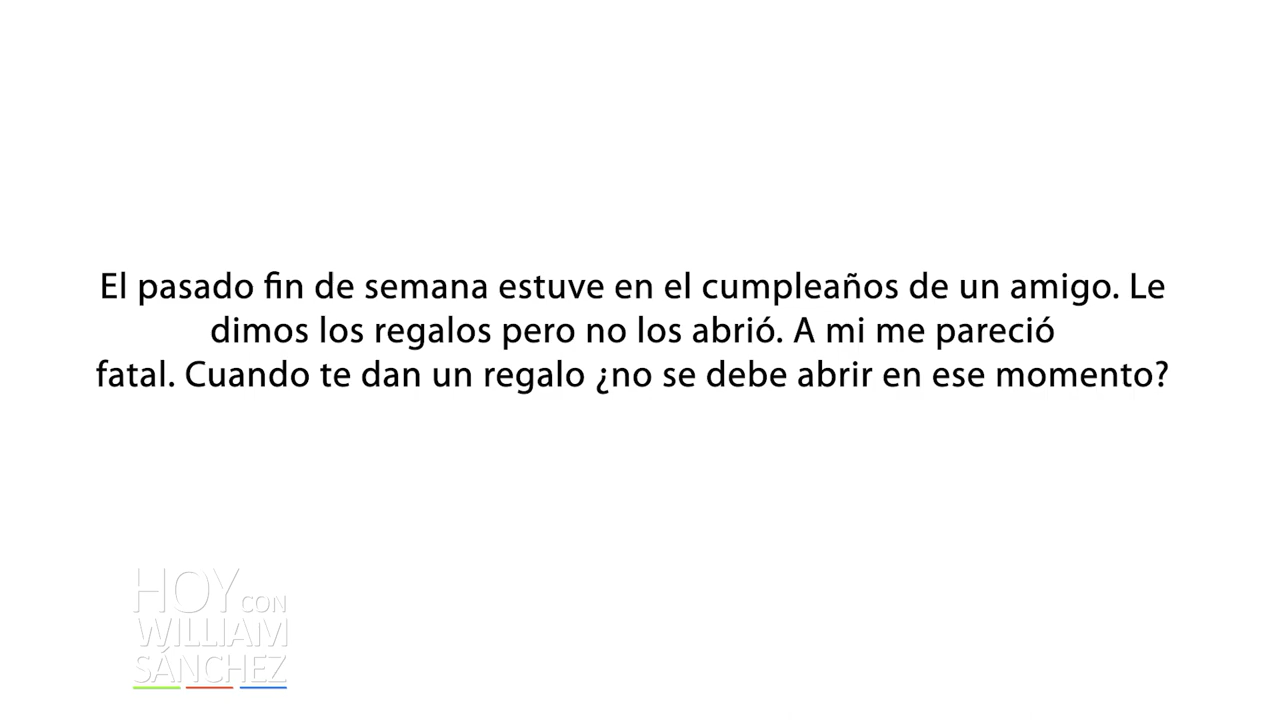 El pasado fin de semana estuve en el cumpleaños de un amigo. Le
dimos los regalos pero no los abrió. A mi me pareció
fatal. Cuando te dan un regalo ¿no se debe abrir en ese momento?
HOY CON
WILLIAM
SÁNCHEZ